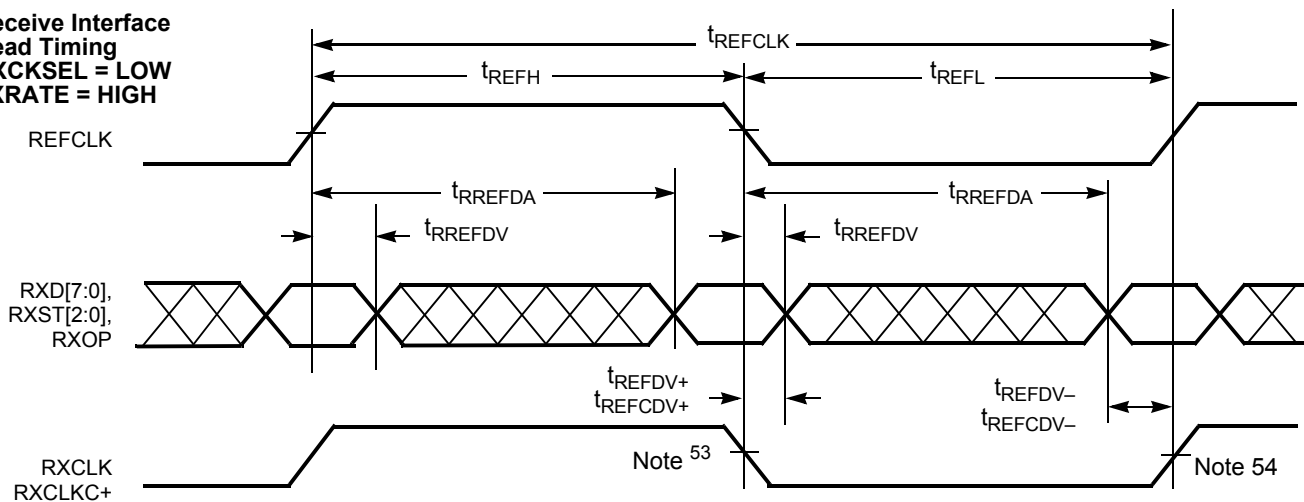 eceive Interface
ead Timing
XCKSEL = LOW
XRATE = HIGH
tREFCLK
tREFH
tREFL
REFCLK
tRREFDA
tRREFDA
tRREFDV
tRREFDV
RXD[7:0],
RXST[2:0],
RXOP
tREFDV+
tREFCDV+
tREFDV–
tREFCDV–
Note 53
Note 54
RXCLK
RXCLKC+